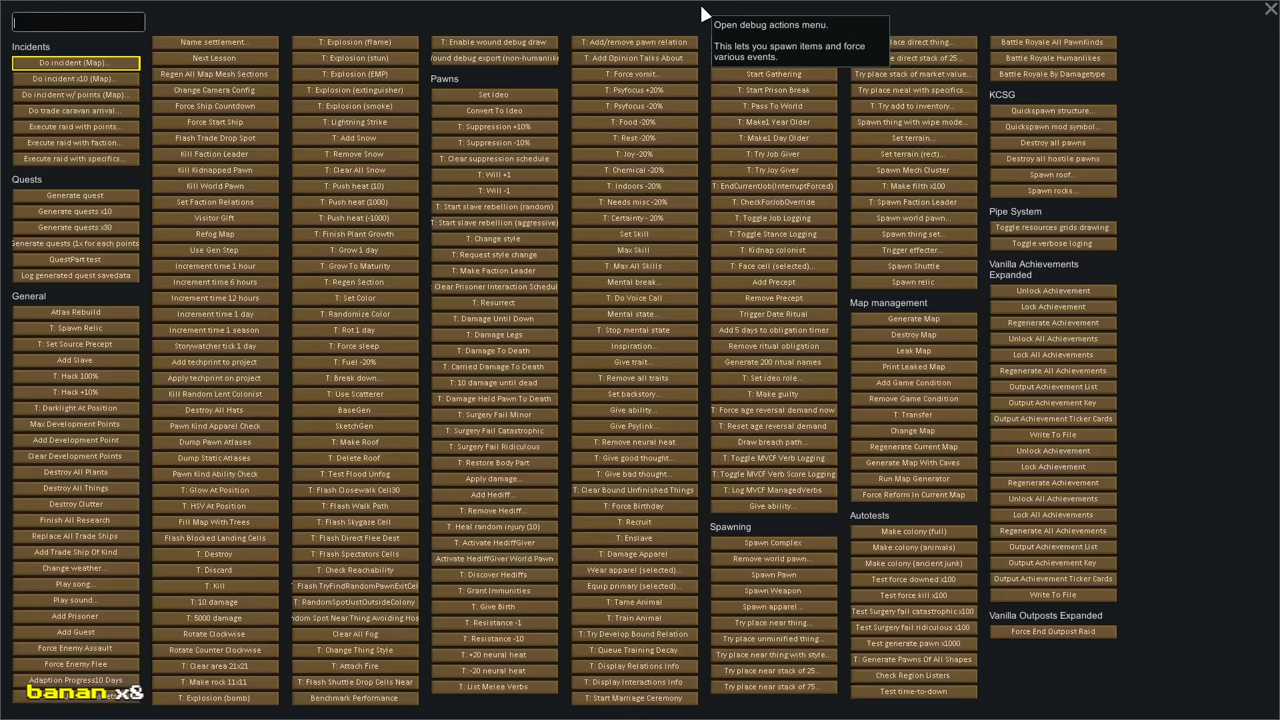 Open debug actions menu.
This lets you spawn items and force
various events.
Incidents
Do incident (Map)...
Do incident x10 (Map)...
Do incident w/ points (Map)...
Do trade caravan arrival...
Execute raid with points...
Execute raid with faction...
Execute raid with specifics...
Quests
Generate quest
Generate quests x10
Generate quests x30
Generate quests (1x for each points
QuestPart test
Log generated quest savedata
General
Atlas Rebuild
T: Spawn Relic
T: Set Source Precept
Add Slave
T: Hack 100%
T: Hack +10%
T: Darklight At Position
Max Development Points
Add Development Point
Clear Development Points
Destroy All Plants
Destroy All Things
Destroy Clutter
Finish All Research
Replace All Trade Ships
Add Trade Ship Of Kind
Change weather...
Play song...
Play sound...
Add Prisoner
Add Guest
Force Enemy Assault
Force Enemy Flee
Adaption Progress10 Days
banan.x8
Name settlement...
Next Lesson
Regen All Map Mesh Sections
Change Camera Config
Force Ship Countdown
Force Start Ship
Flash Trade Drop Spot
Kill Faction Leader
Kill Kidnapped Pawn
Kill World Pawn
Set Faction Relations
Visitor Gift
Refog Map
Use Gen Step
Increment time 1 hour
Increment time 6 hours
Increment time 12 hours
Increment time 1 day
Increment time 1 season
Storywatcher tick 1 day
Add techprint to project
Apply techprint on project
Kill Random Lent Colonist
Destroy All Hats
Pawn Kind Apparel Check
Dump Pawn Atlases
Dump Static Atlases
Pawn Kind Ability Check
T: Glow At Position
T: HSV At Position
Fill Map With Trees
Flash Blocked Landing Cells
T: Destroy
T: Discard
T: Kill
T: 10 damage
T: 5000 damage
Rotate Clockwise
Rotate Counter Clockwise
T: Clear area 21x21
T: Make rock 11x11
T: Explosion (bomb)
T: Explosion (flame)
T: Explosion (stun)
T: Explosion (EMP)
T: Explosion (extinguisher)
T: Explosion (smoke)
T: Lightning Strike
T: Add Snow
T: Remove Snow
T: Clear All Snow
T: Push heat (10)
T: Push heat (1000)
T: Push heat (-1000)
T: Finish Plant Growth
T: Grow 1 day
T: Grow To Maturity
T: Regen Section
T: Set Color
T: Randomize Color
T: Rot 1 day
T: Force sleep
T: Fuel -20%
T: Break down...
T: Use Scatterer
BaseGen
SketchGen
T: Make Roof
T: Delete Roof
T: Test Flood Unfog
T: Flash Closewalk Cell30
T: Flash Walk Path
T: Flash Skygaze Cell
T: Flash Direct Flee Dest
T: Flash Spectators Cells
T: Check Reachability
T: Flash TryFindRandomPawnExitCel
T: RandomSpotJustOutsideColony
dom Spot Near Thing Avoiding Hos
Clear All Fog
T: Change Thing Style
T: Attach Fire
T: Flash Shuttle Drop Cells Near
Benchmark Performance
T: Enable wound debug draw
Wound debug export (non-humanlike
Pawns
Set Ideo
Convert To Ideo
T: Suppression +10%
T: Suppression -10%
T: Clear suppression schedule
T: Will +1
T: Will -1
T: Start slave rebellion (random)
T: Start slave rebellion (aggressive)
T: Change style
T: Request style change
T: Make Faction Leader
Clear Prisoner Interaction Schedul
T: Resurrect
T: Damage Until Down
T: Damage Legs
T: Damage To Death
T: Carried Damage To Death
T: 10 damage until dead
T: Damage Held Pawn To Death
T: Surgery Fail Minor
T: Surgery Fail Catastrophic
T: Surgery Fail Ridiculous
T: Restore Body Part
Apply damage...
Add Hediff...
T: Remove Hediff...
T: Heal random injury (10)
T: Activate HediffGiver
Activate HediffGiver World Pawn
T: Discover Hediffs
T: Grant Immunities
T: Give Birth
T: Resistance -1
T: Resistance -10
T: +20 neural heat
T: -20 neural heat
T: List Melee Verbs
T: Add/remove pawn relation
T: Add Opinion Talks About
T: Force vomit...
T: Psyfocus +20%
T: Psyfocus -20%
T: Food -20%
T: Rest -20%
T: Joy -20%
T: Chemical -20%
T: Indoors -20%
T: Needs misc -20%
T: Certainty - 20%
Set Skill
Max Skill
T: Max All Skills
Mental break...
T: Do Voice Call
Mental state...
T: Stop mental state
Inspiration...
Give trait...
T: Remove all traits
Set backstory...
Give ability...
Give Psylink...
T: Remove neural heat
T: Give good thought...
T: Give bad thought...
T: Clear Bound Unfinished Things
T: Force Birthday
T: Recruit
T: Enslave
T: Damage Apparel
Wear apparel (selected)...
Equip primary (selected)...
T: Tame Animal
T: Train Animal
T: Try Develop Bound Relation
T: Queue Training Decay
T: Display Relations Info
T: Display Interactions Info
T: Start Marriage Ceremony
Start Gathering
T: Start Prison Break
T: Pass To World
T: Make1 Year Older
T: Make1 Day Older
T: Try Job Giver
T: Try Joy Giver
T: EndCurrentJob(InterruptForced)
T: CheckForJobOverride
T: Toggle Job Logging
T: Toggle Stance Logging
T: Kidnap colonist
T: Face cell (selected)...
Add Precept
Remove Precept
Trigger Date Ritual
Add 5 days to obligation timer
Remove ritual obligation
Generate 200 ritual names
T: Set ideo role...
T: Make guilty
T: Force age reversal demand now
T: Reset age reversal demand
Draw breach path...
T: Toggle MVCF Verb Logging
T: Toggle MVCF Verb Score Logging
T: Log MVCF ManagedVerbs
Give ability...
Spawning
Spawn Complex
Remove world pawn...
Spawn Pawn
Spawn Weapon
Spawn apparel...
Try place near thing...
Try place unminified thing...
Try place near thing with style...
Try place near stack of 25...
Try place near stack of 75...
lace direct thing...
ce direct stack of 25...
Try place near stack of market value...
Try place meal with specifics...
T: Try add to inventory...
Spawn thing with wipe mode...
Set terrain...
Set terrain (rect)...
Spawn Mech Cluster
T: Make filth x100
T: Spawn Faction Leader
Spawn world pawn...
Spawn thing set...
Trigger effecter...
Spawn Shuttle
Spawn relic
Map management
Generate Map
Destroy Map
Leak Map
Print Leaked Map
Add Game Condition
Remove Game Condition
T: Transfer
Change Map
Regenerate Current Map
Generate Map With Caves
Run Map Generator
Force Reform In Current Map
Autotests
Make colony (full)
Make colony (animals)
Make colony (ancient junk)
Test force downed x100
Test force kill x100
Test Surgery fail catastrophic x100
Test Surgery fail ridiculous x100
Test generate pawn x1000
T: Generate Pawns Of All Shapes
Check Region Listers
Test time-to-down
Battle Royale All PawnKinds
Battle Royale Humanlikes
Battle Royale By Damagetype
KCSG
Quickspawn structure...
Quickspawn mod symbol...
Destroy all pawns
Destroy all hostile pawns
Spawn roof...
Spawn rocks...
Pipe System
Toggle resources grids drawing
Toggle verbose loging
Vanilla Achievements
Expanded
Unlock Achievement
Lock Achievement
Regenerate Achievement
Unlock All Achievements
Lock All Achievements
Regenerate All Achievements
Output Achievement List
Output Achievement Key
Output Achievement Ticker Cards
Write To File
Unlock Achievement
Lock Achievement
Regenerate Achievement
Unlock All Achievements
Lock All Achievements
Regenerate All Achievements
Output Achievement List
Output Achievement Key
Output Achievement Ticker Cards
Write To File
Vanilla Outposts Expanded
Force End Outpost Raid